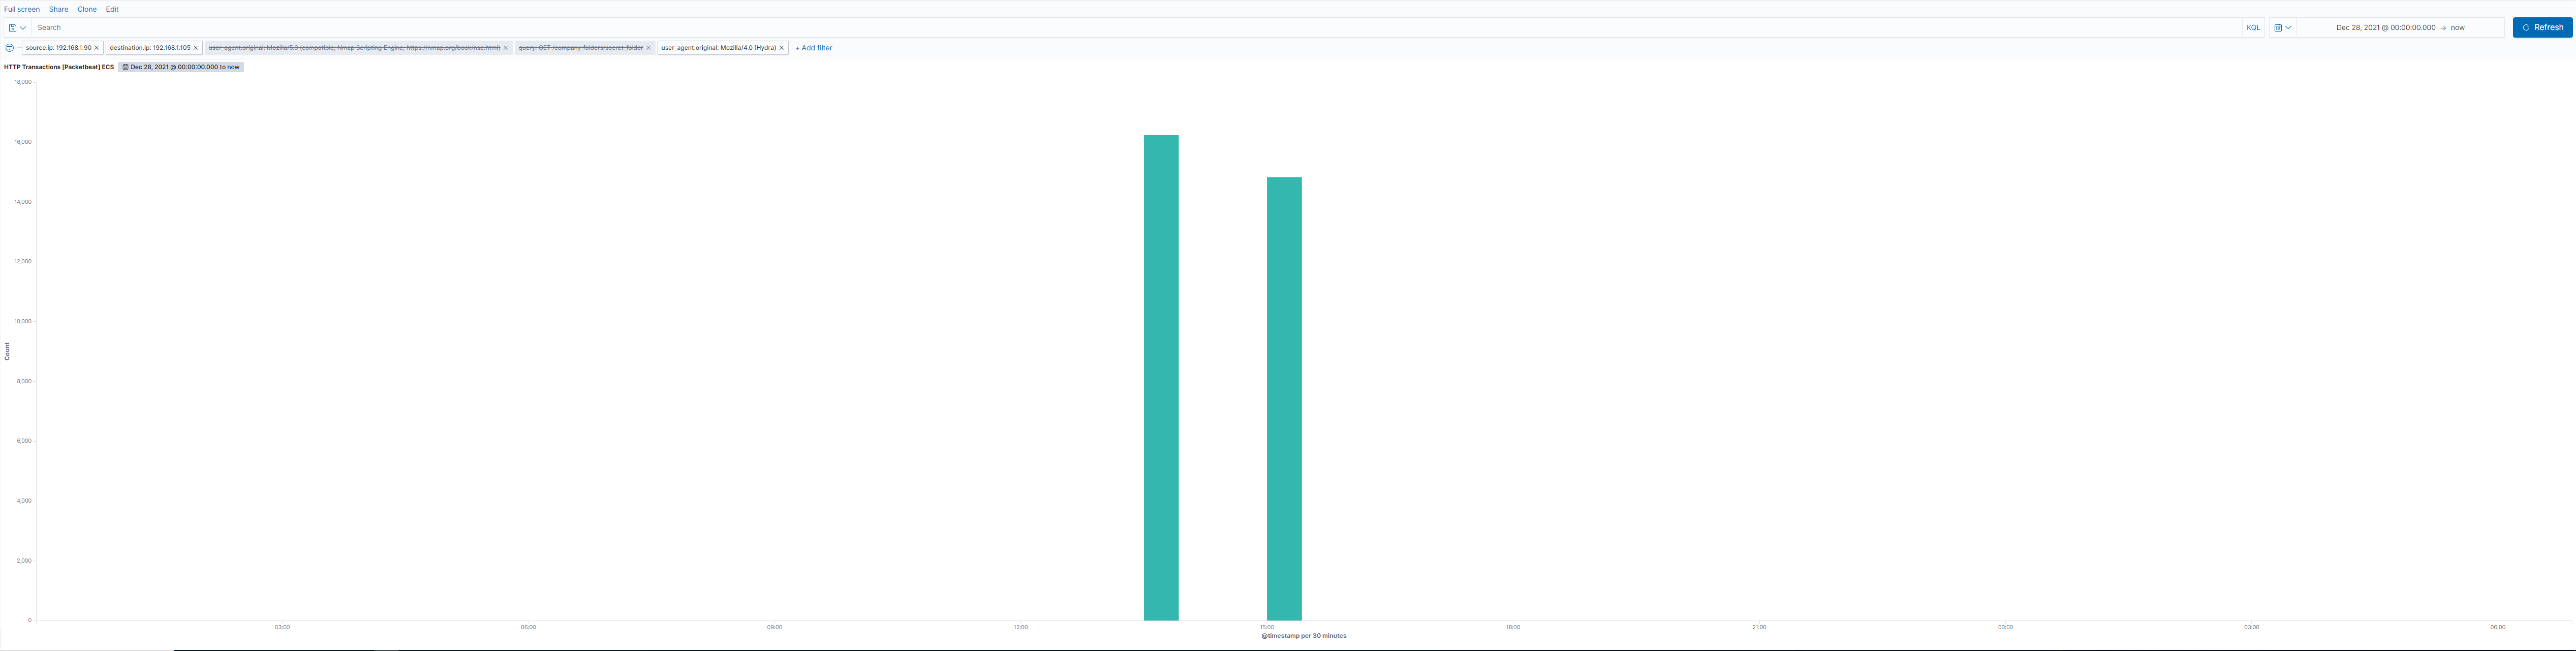 Full screen Share Clone Edit
Search KQL Dec 28, 2021 @ 00:00:00.000 → now Refresh
source.ip: 192.168.1.90 × destination.ip: 192.168.1.105 × user_agent.original: Mozilla/5.0 (compatible; Nmap Scripting Engine; https://nmap.org/book/nse.html) × query: GET /company_folders/secret_folder × user_agent.original: Mozilla/4.0 (Hydra) × + Add filter
HTTP Transactions [Packetbeat] ECS Dec 28, 2021 @ 00:00:00.000 to now
18,000
16,000
14,000
12,000
10,000
8,000
6,000
4,000
2,000
0
Count
03:00 06:00 09:00 12:00 15:00 18:00 21:00 00:00 03:00 06:00
@timestamp per 30 minutes